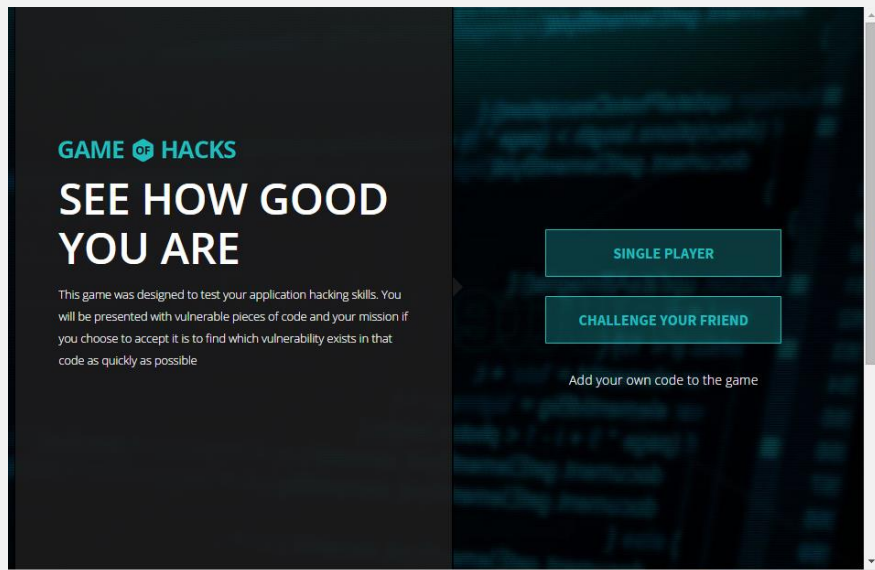 GAME OF HACKS
SEE HOW GOOD
YOU ARE
This game was designed to test your application hacking skills. You
will be presented with vulnerable pieces of code and your mission if
you choose to accept it is to find which vulnerability exists in that
code as quickly as possible
SINGLE PLAYER
CHALLENGE YOUR FRIEND
Add your own code to the game